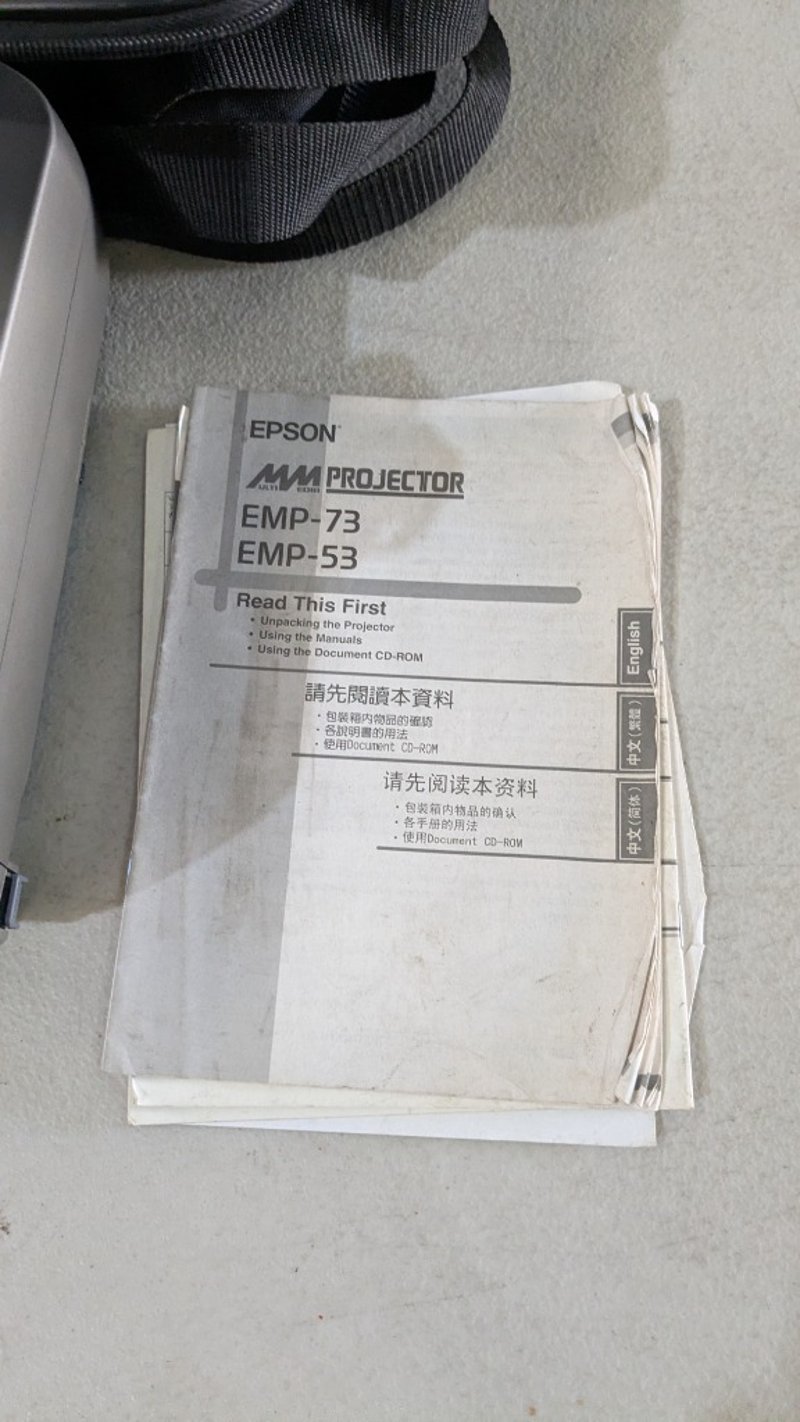 EPSON
MULTI MEDIA PROJECTOR
EMP-73
EMP-53
Read This First
• Unpacking the Projector
• Using the Manuals
• Using the Document CD-ROM
English
請先閱讀本資料
・包裝箱內物品的確認
・各說明書的用法
・使用Document CD-ROM
中文(繁體)
请先阅读本资料
・包装箱内物品的确认
・各手册的用法
・使用Document CD-ROM
中文(简体)